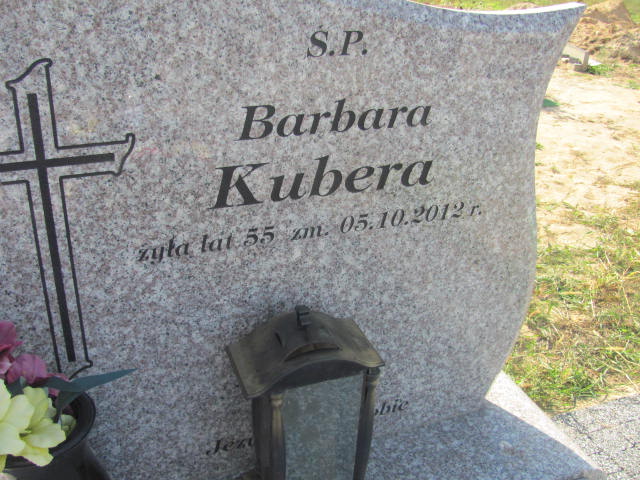 Ś.P.
Barbara
Kubera
żyła lat 55 zm. 05.10.2012 r.